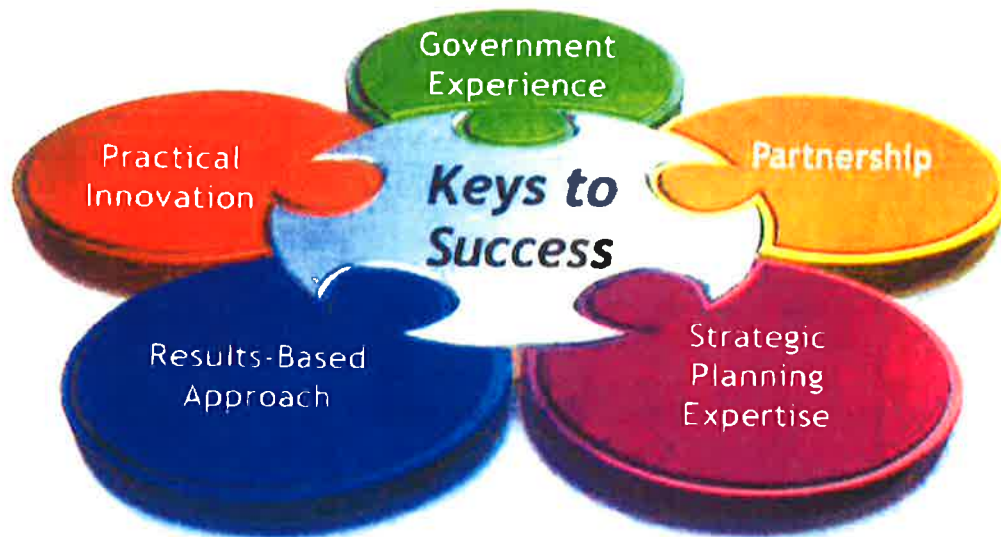 Government
Experience
Practical
Innovation
Partnership
Keys to
Success
Results-Based
Approach
Strategic
Planning
Expertise